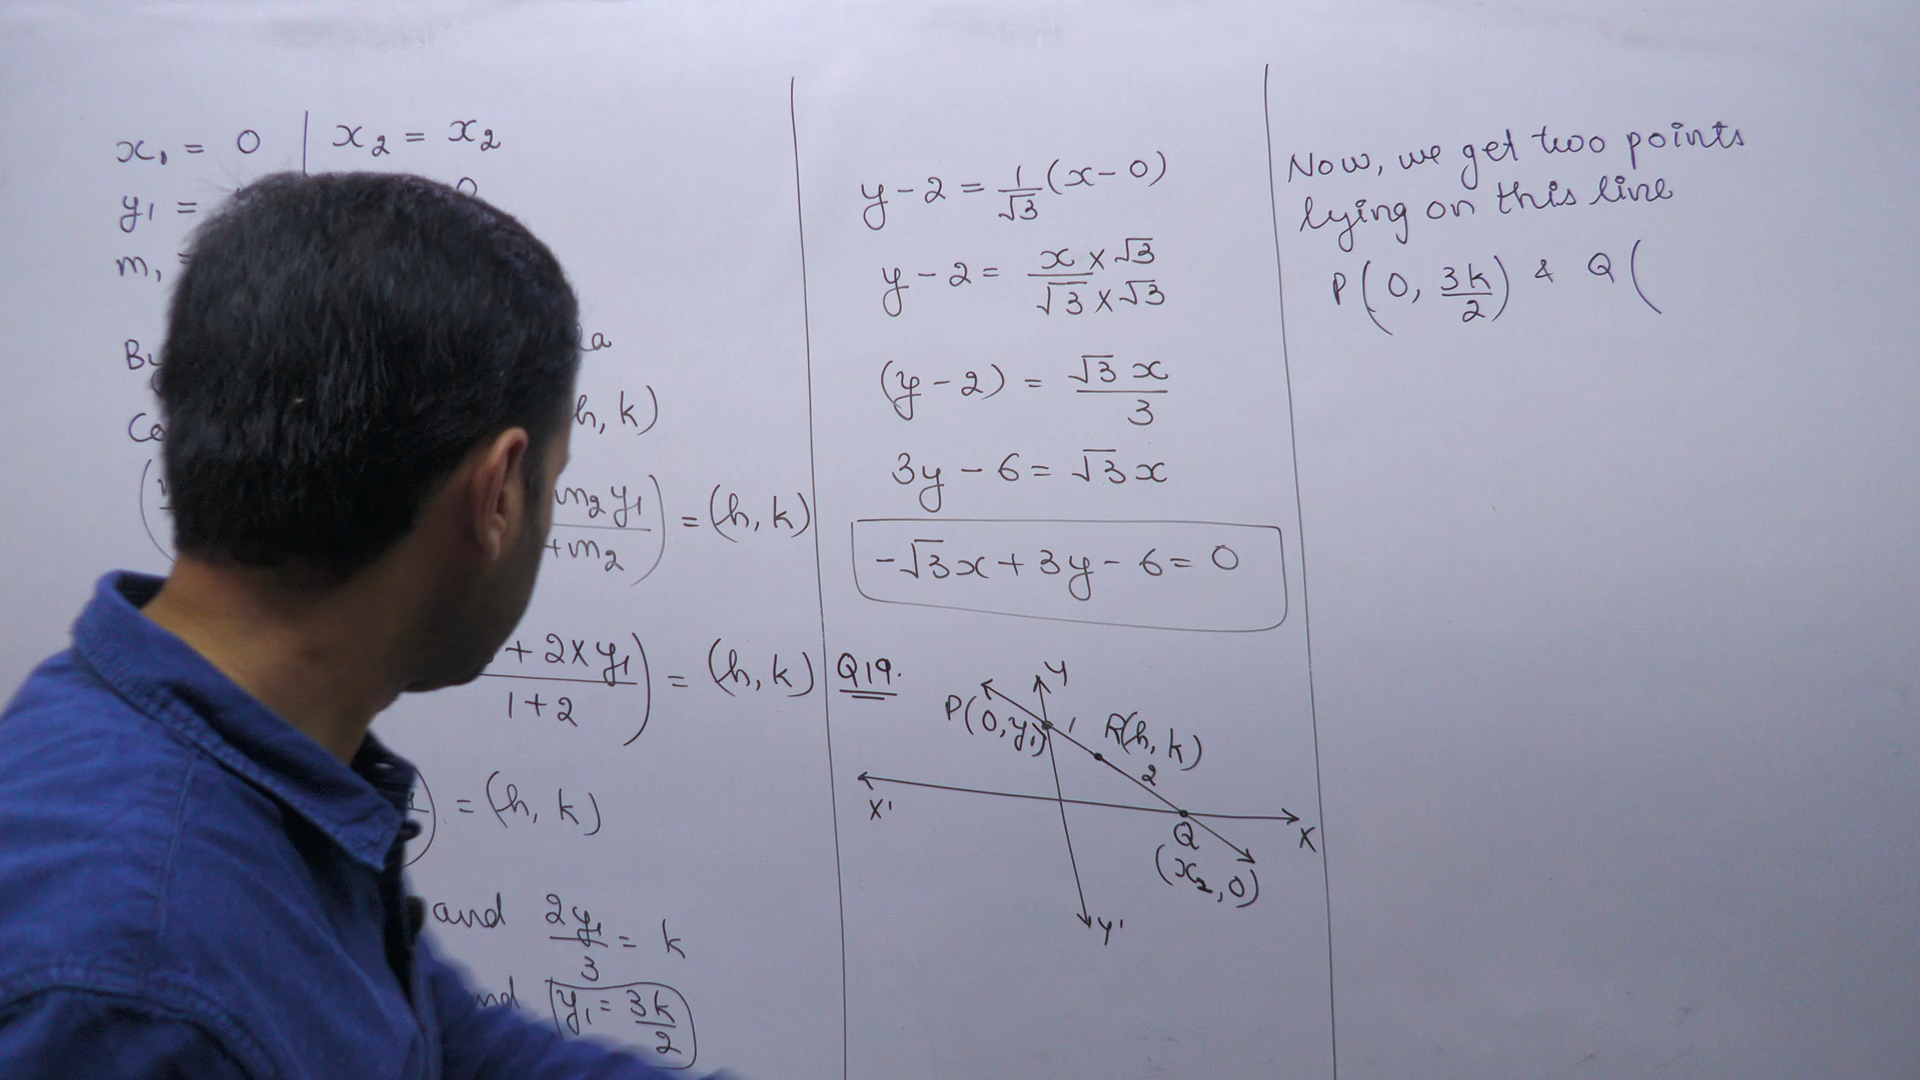 x₁ = 0 | x₂ = x₂
y₁ =
m₁
h, k)
m₂y₁ / +m₂) = (h, k)
+ 2×y₁ / 1+2) = (h, k)
) = (h, k)
and 2y₁/3 = k
y₁ = 3k/2
y - 2 = 1/√3 (x - 0)
y - 2 = x × √3 / √3 × √3
(y - 2) = √3 x / 3
3y - 6 = √3 x
-√3x + 3y - 6 = 0
Q19.
Y
P(0, y₁)
1
R(h, k)
2
X'
X
Q
(x₂, 0)
Y'
Now, we get two points
lying on this line
P(0, 3k/2) & Q(